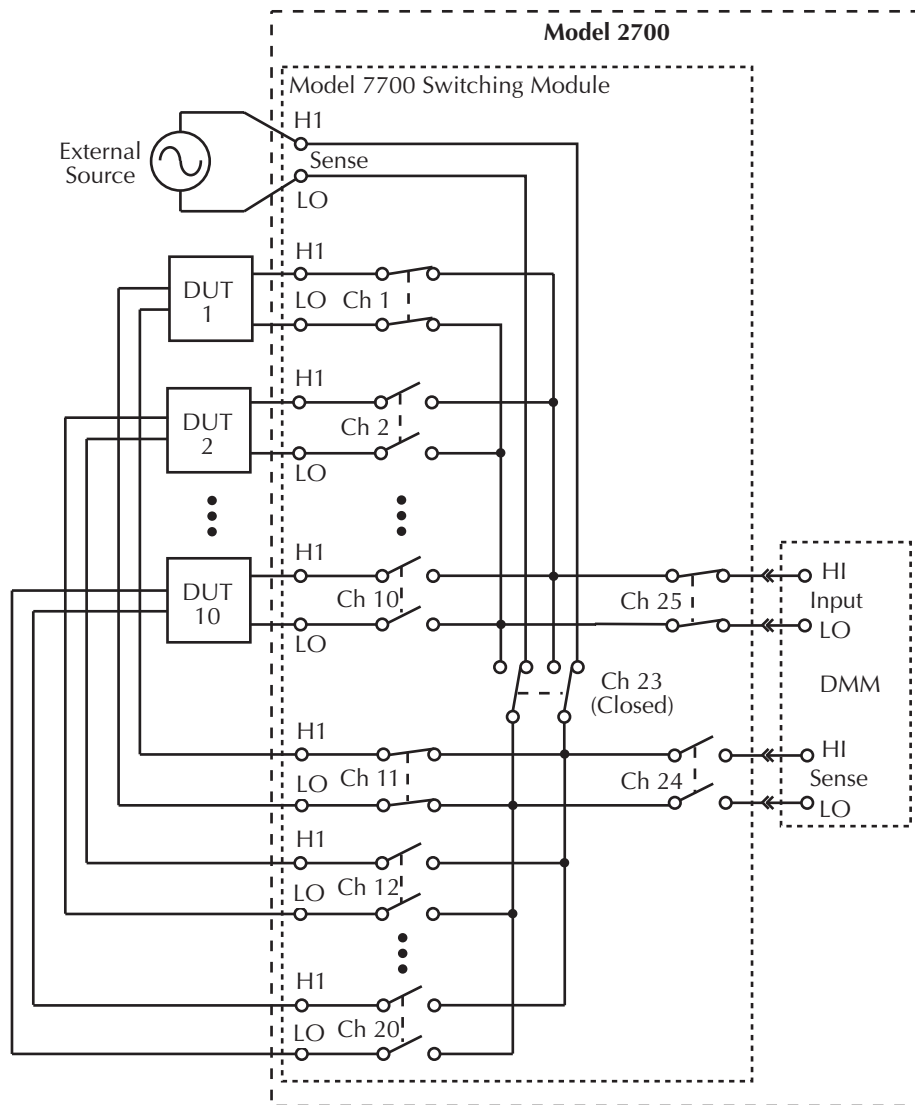 Model 2700
Model 7700 Switching Module
H1
External
Source
Sense
LO
H1
DUT
1
LO
Ch 1
H1
DUT
2
Ch 2
LO
H1
DUT
10
Ch 10
LO
Ch 25
HI
Input
LO
DMM
Ch 23
(Closed)
H1
LO
Ch 11
Ch 24
HI
Sense
LO
H1
LO
Ch 12
H1
LO
Ch 20